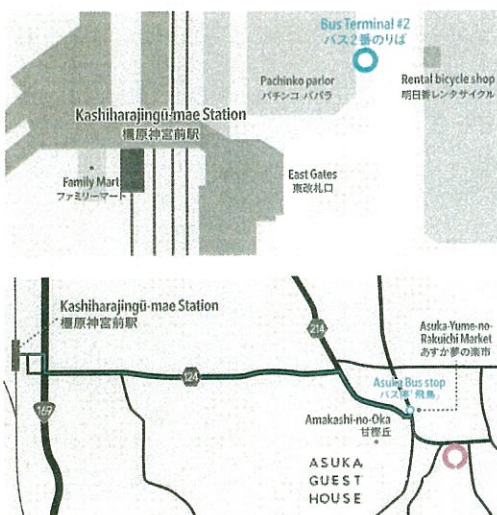 Bus Terminal #2
バス2番のりば
Pachinko parlor
パチンコ パパラ
Rental bicycle shop
明日香レンタサイクル
Kashiharajingū-mae Station
橿原神宮前駅
Family Mart
ファミリーマート
East Gates
東改札口
Kashiharajingū-mae Station
橿原神宮前駅
214
Asuka-Yume-no-
Rakuichi Market
あすか夢の楽市
124
Asuka Bus stop
バス停「飛鳥」
169
Amakashi-no-Oka
甘樫丘
ASUKA
GUEST
HOUSE